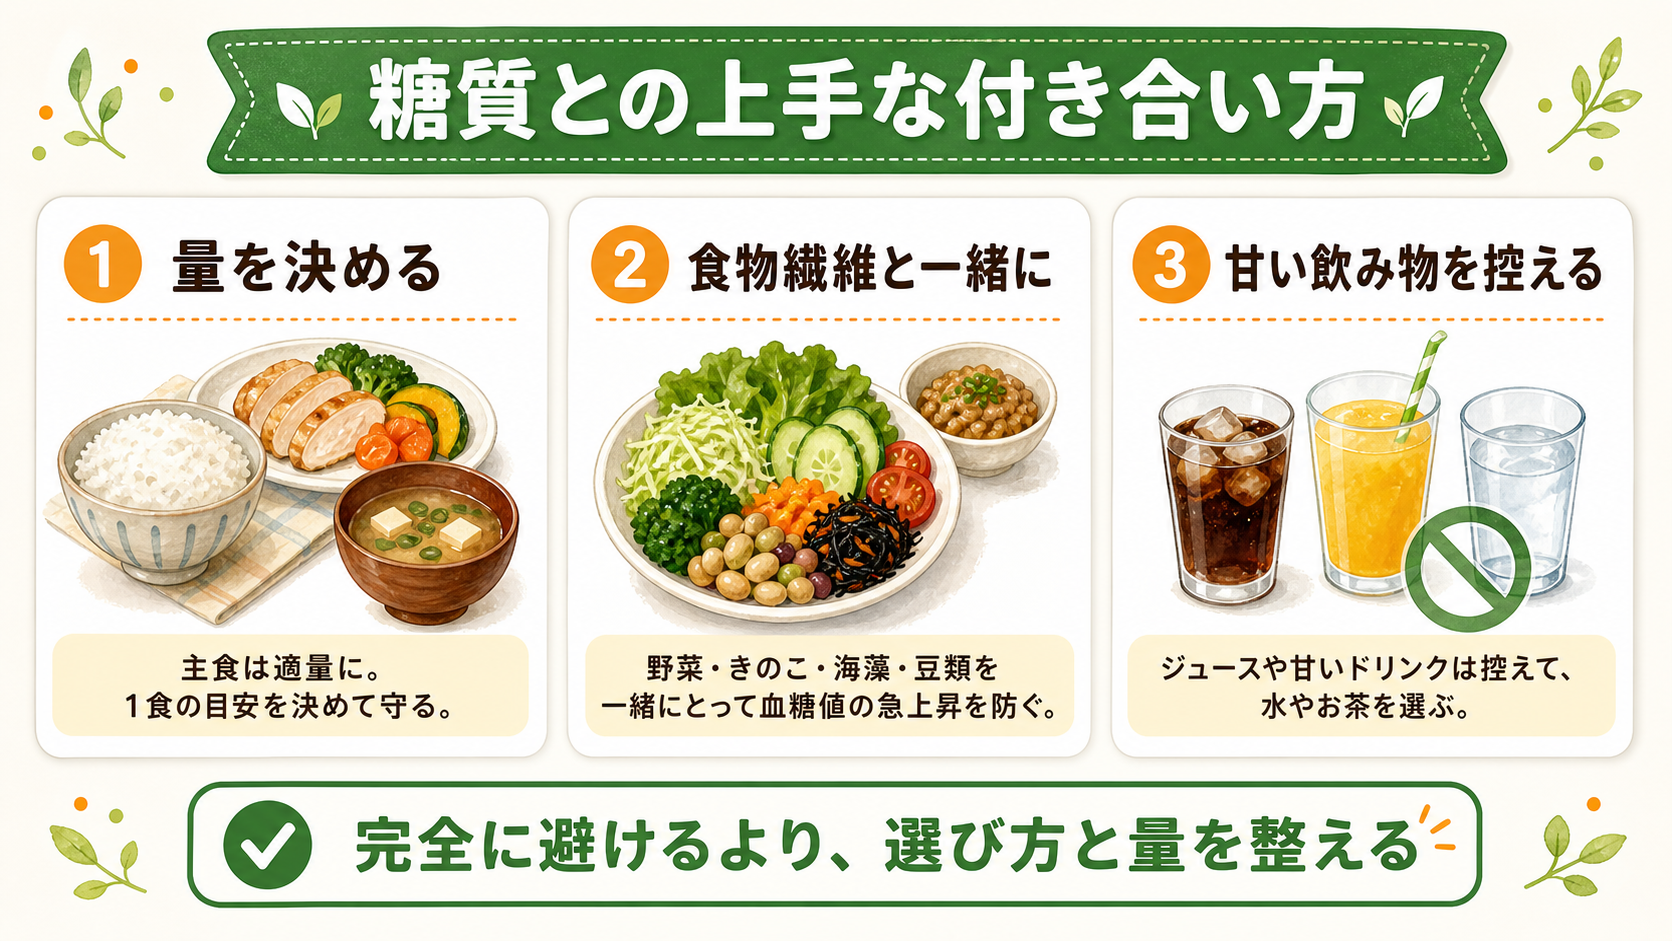 糖質との上手な付き合い方
1 量を決める
主食は適量に。
1食の目安を決めて守る。
2 食物繊維と一緒に
野菜・きのこ・海藻・豆類を
一緒にとって血糖値の急上昇を防ぐ。
3 甘い飲み物を控える
ジュースや甘いドリンクは控えて、
水やお茶を選ぶ。
完全に避けるより、選び方と量を整える